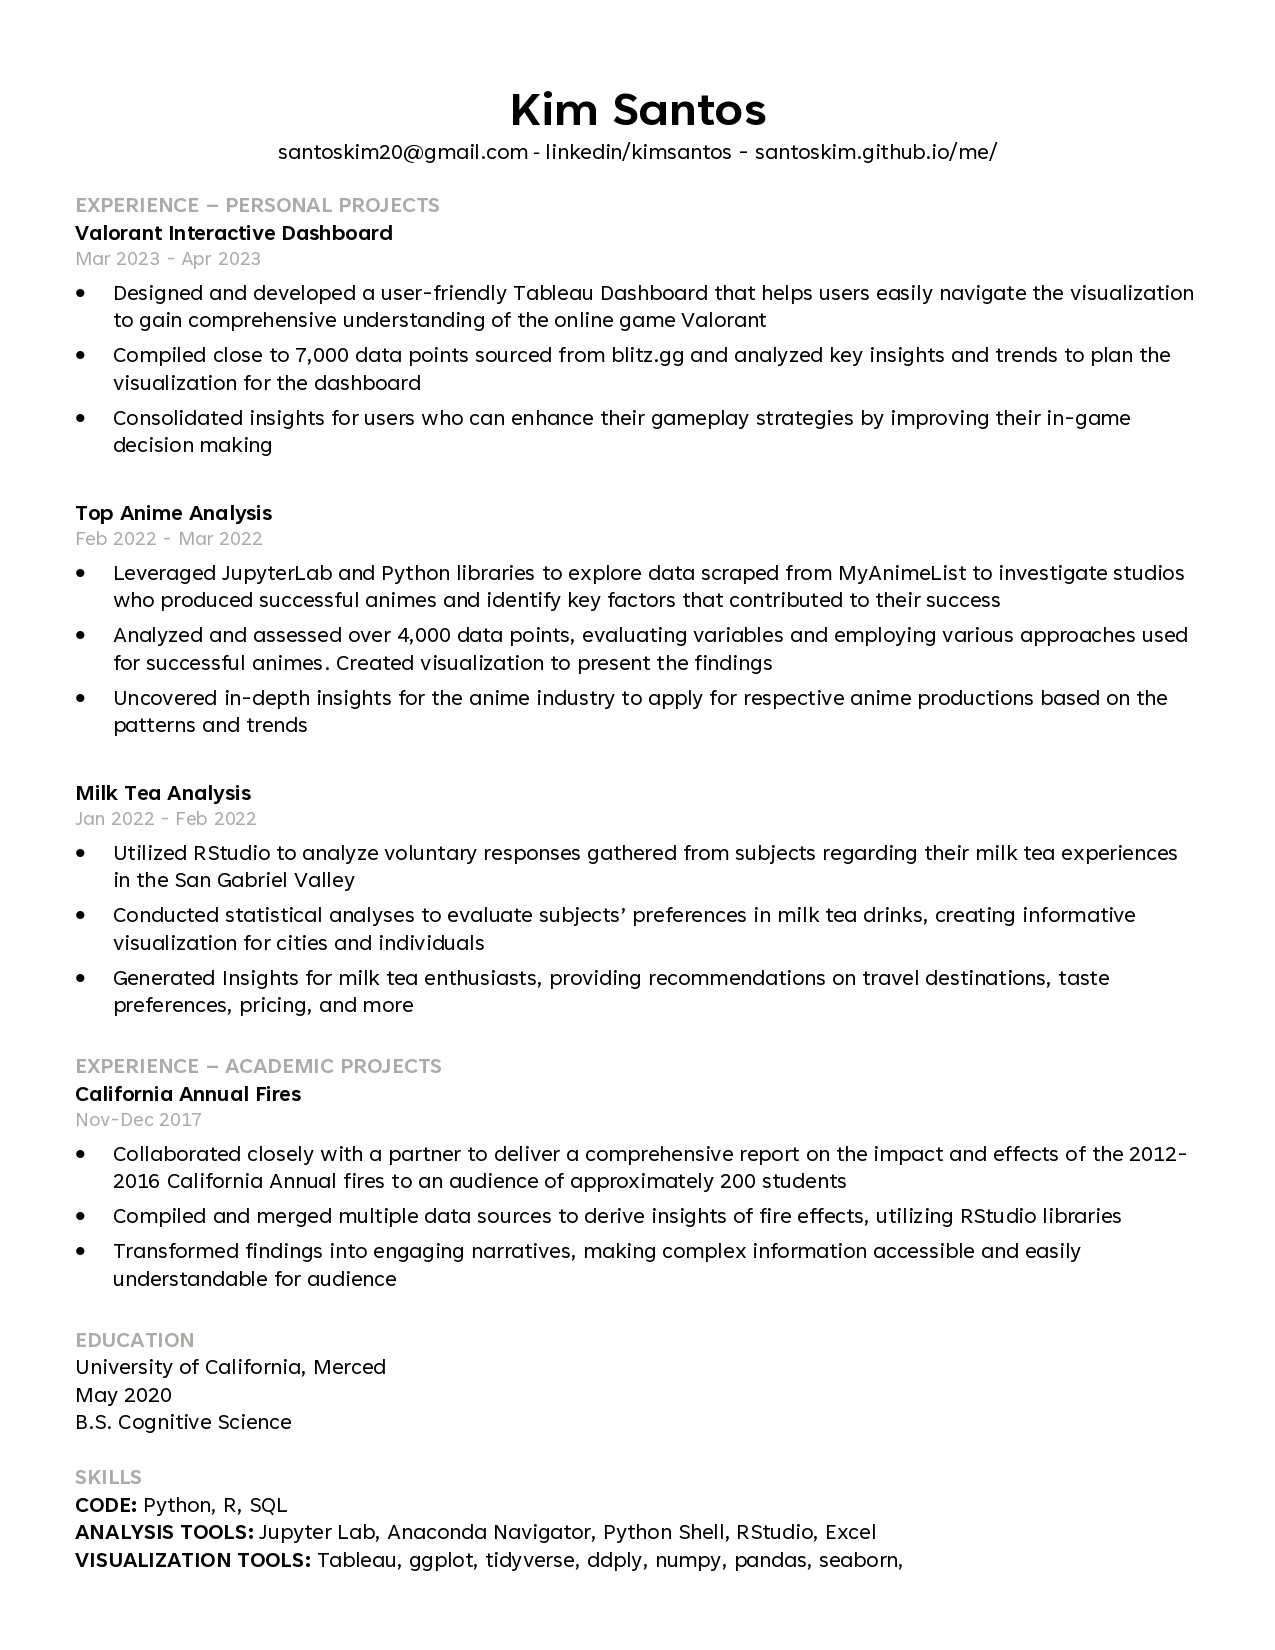 Kim Santos
santoskim20@gmail.com - linkedin/kimsantos - santoskim.github.io/me/
EXPERIENCE – PERSONAL PROJECTS
Valorant Interactive Dashboard
Mar 2023 - Apr 2023
• Designed and developed a user-friendly Tableau Dashboard that helps users easily navigate the visualization
to gain comprehensive understanding of the online game Valorant
• Compiled close to 7,000 data points sourced from blitz.gg and analyzed key insights and trends to plan the
visualization for the dashboard
• Consolidated insights for users who can enhance their gameplay strategies by improving their in-game
decision making
Top Anime Analysis
Feb 2022 - Mar 2022
• Leveraged JupyterLab and Python libraries to explore data scraped from MyAnimeList to investigate studios
who produced successful animes and identify key factors that contributed to their success
• Analyzed and assessed over 4,000 data points, evaluating variables and employing various approaches used
for successful animes. Created visualization to present the findings
• Uncovered in-depth insights for the anime industry to apply for respective anime productions based on the
patterns and trends
Milk Tea Analysis
Jan 2022 - Feb 2022
• Utilized RStudio to analyze voluntary responses gathered from subjects regarding their milk tea experiences
in the San Gabriel Valley
• Conducted statistical analyses to evaluate subjects’ preferences in milk tea drinks, creating informative
visualization for cities and individuals
• Generated Insights for milk tea enthusiasts, providing recommendations on travel destinations, taste
preferences, pricing, and more
EXPERIENCE – ACADEMIC PROJECTS
California Annual Fires
Nov-Dec 2017
• Collaborated closely with a partner to deliver a comprehensive report on the impact and effects of the 2012-
2016 California Annual fires to an audience of approximately 200 students
• Compiled and merged multiple data sources to derive insights of fire effects, utilizing RStudio libraries
• Transformed findings into engaging narratives, making complex information accessible and easily
understandable for audience
EDUCATION
University of California, Merced
May 2020
B.S. Cognitive Science
SKILLS
CODE: Python, R, SQL
ANALYSIS TOOLS: Jupyter Lab, Anaconda Navigator, Python Shell, RStudio, Excel
VISUALIZATION TOOLS: Tableau, ggplot, tidyverse, ddply, numpy, pandas, seaborn,